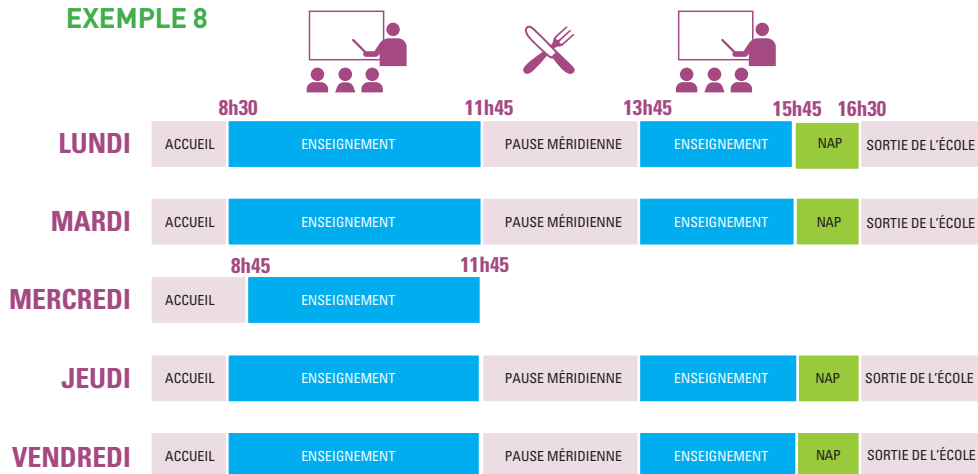 EXEMPLE 8
8h30 11h45 13h45 15h45 16h30
LUNDI ACCUEIL ENSEIGNEMENT PAUSE MÉRIDIENNE ENSEIGNEMENT NAP SORTIE DE L'ÉCOLE
MARDI ACCUEIL ENSEIGNEMENT PAUSE MÉRIDIENNE ENSEIGNEMENT NAP SORTIE DE L'ÉCOLE
8h45 11h45
MERCREDI ACCUEIL ENSEIGNEMENT
JEUDI ACCUEIL ENSEIGNEMENT PAUSE MÉRIDIENNE ENSEIGNEMENT NAP SORTIE DE L'ÉCOLE
VENDREDI ACCUEIL ENSEIGNEMENT PAUSE MÉRIDIENNE ENSEIGNEMENT NAP SORTIE DE L'ÉCOLE